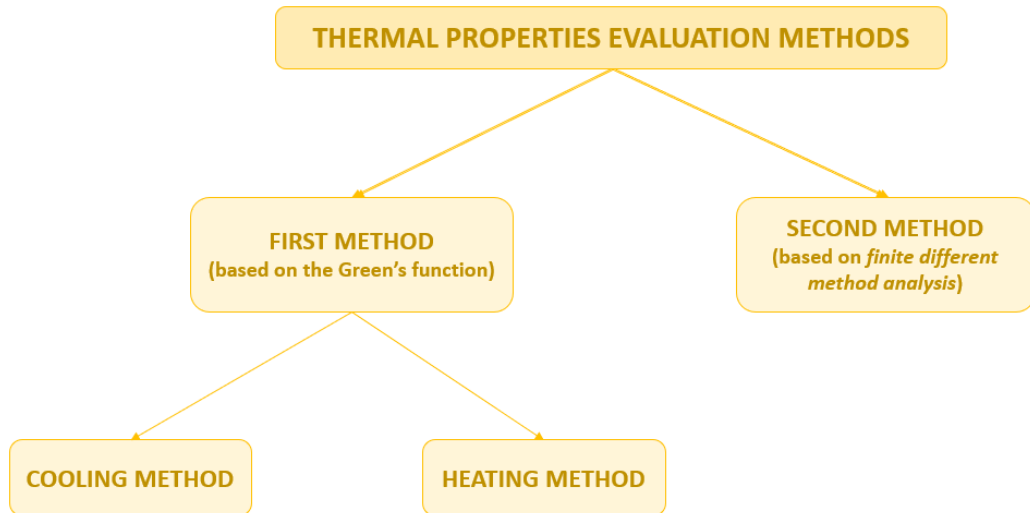 THERMAL PROPERTIES EVALUATION METHODS
FIRST METHOD
(based on the Green's function)
SECOND METHOD
(based on finite different
method analysis)
COOLING METHOD
HEATING METHOD